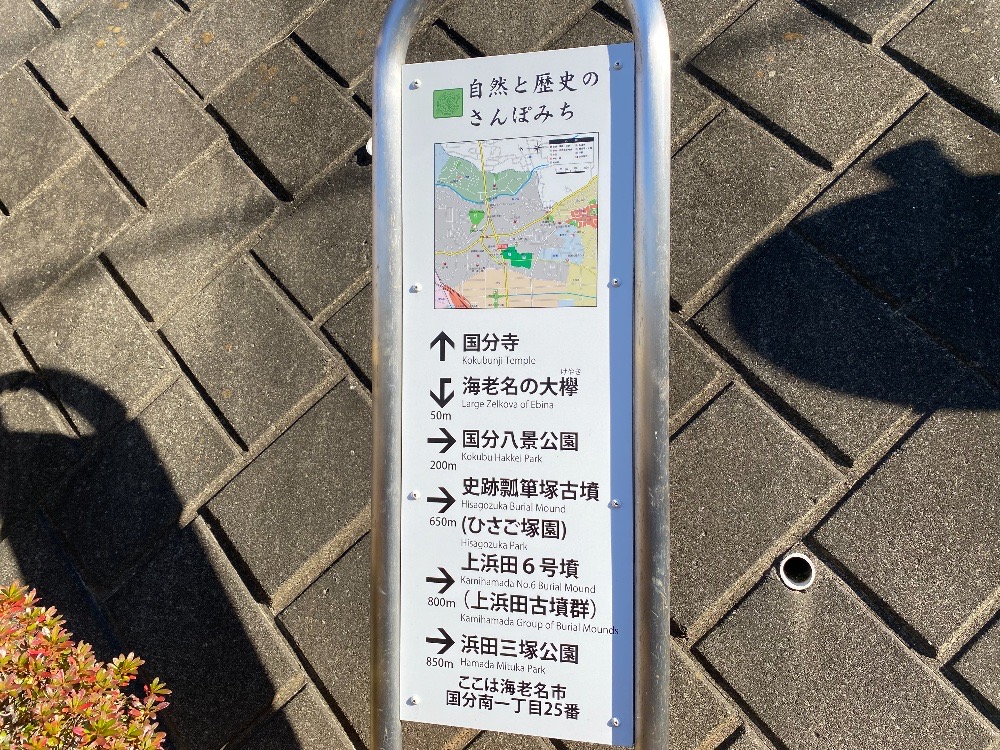 自然と歴史の
さんぽみち
国分寺
Kokubunji Temple
けやき
海老名の大欅
Large Zelkova of Ebina
50m
国分八景公園
Kokubu Hakkei Park
200m
史跡瓢箪塚古墳
Hisagozuka Burial Mound
650m
(ひさご塚園)
Hisagozuka Park
上浜田6号墳
Kamihamada No.6 Burial Mound
800m
(上浜田古墳群)
Kamihamada Group of Burial Mounds
浜田三塚公園
Hamada Mituka Park
850m
ここは海老名市
国分南一丁目25番